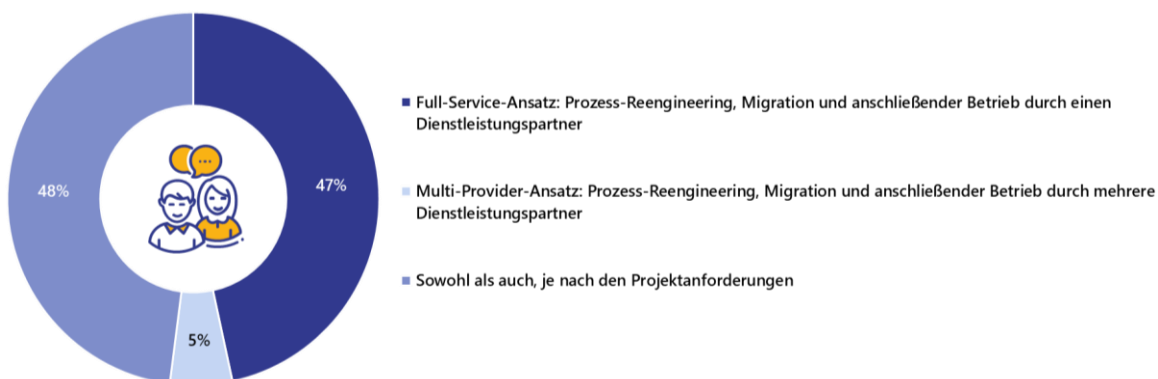 48%
47%
5%
Full-Service-Ansatz: Prozess-Reengineering, Migration und anschließender Betrieb durch einen
Dienstleistungspartner
Multi-Provider-Ansatz: Prozess-Reengineering, Migration und anschließender Betrieb durch mehrere
Dienstleistungspartner
Sowohl als auch, je nach den Projektanforderungen